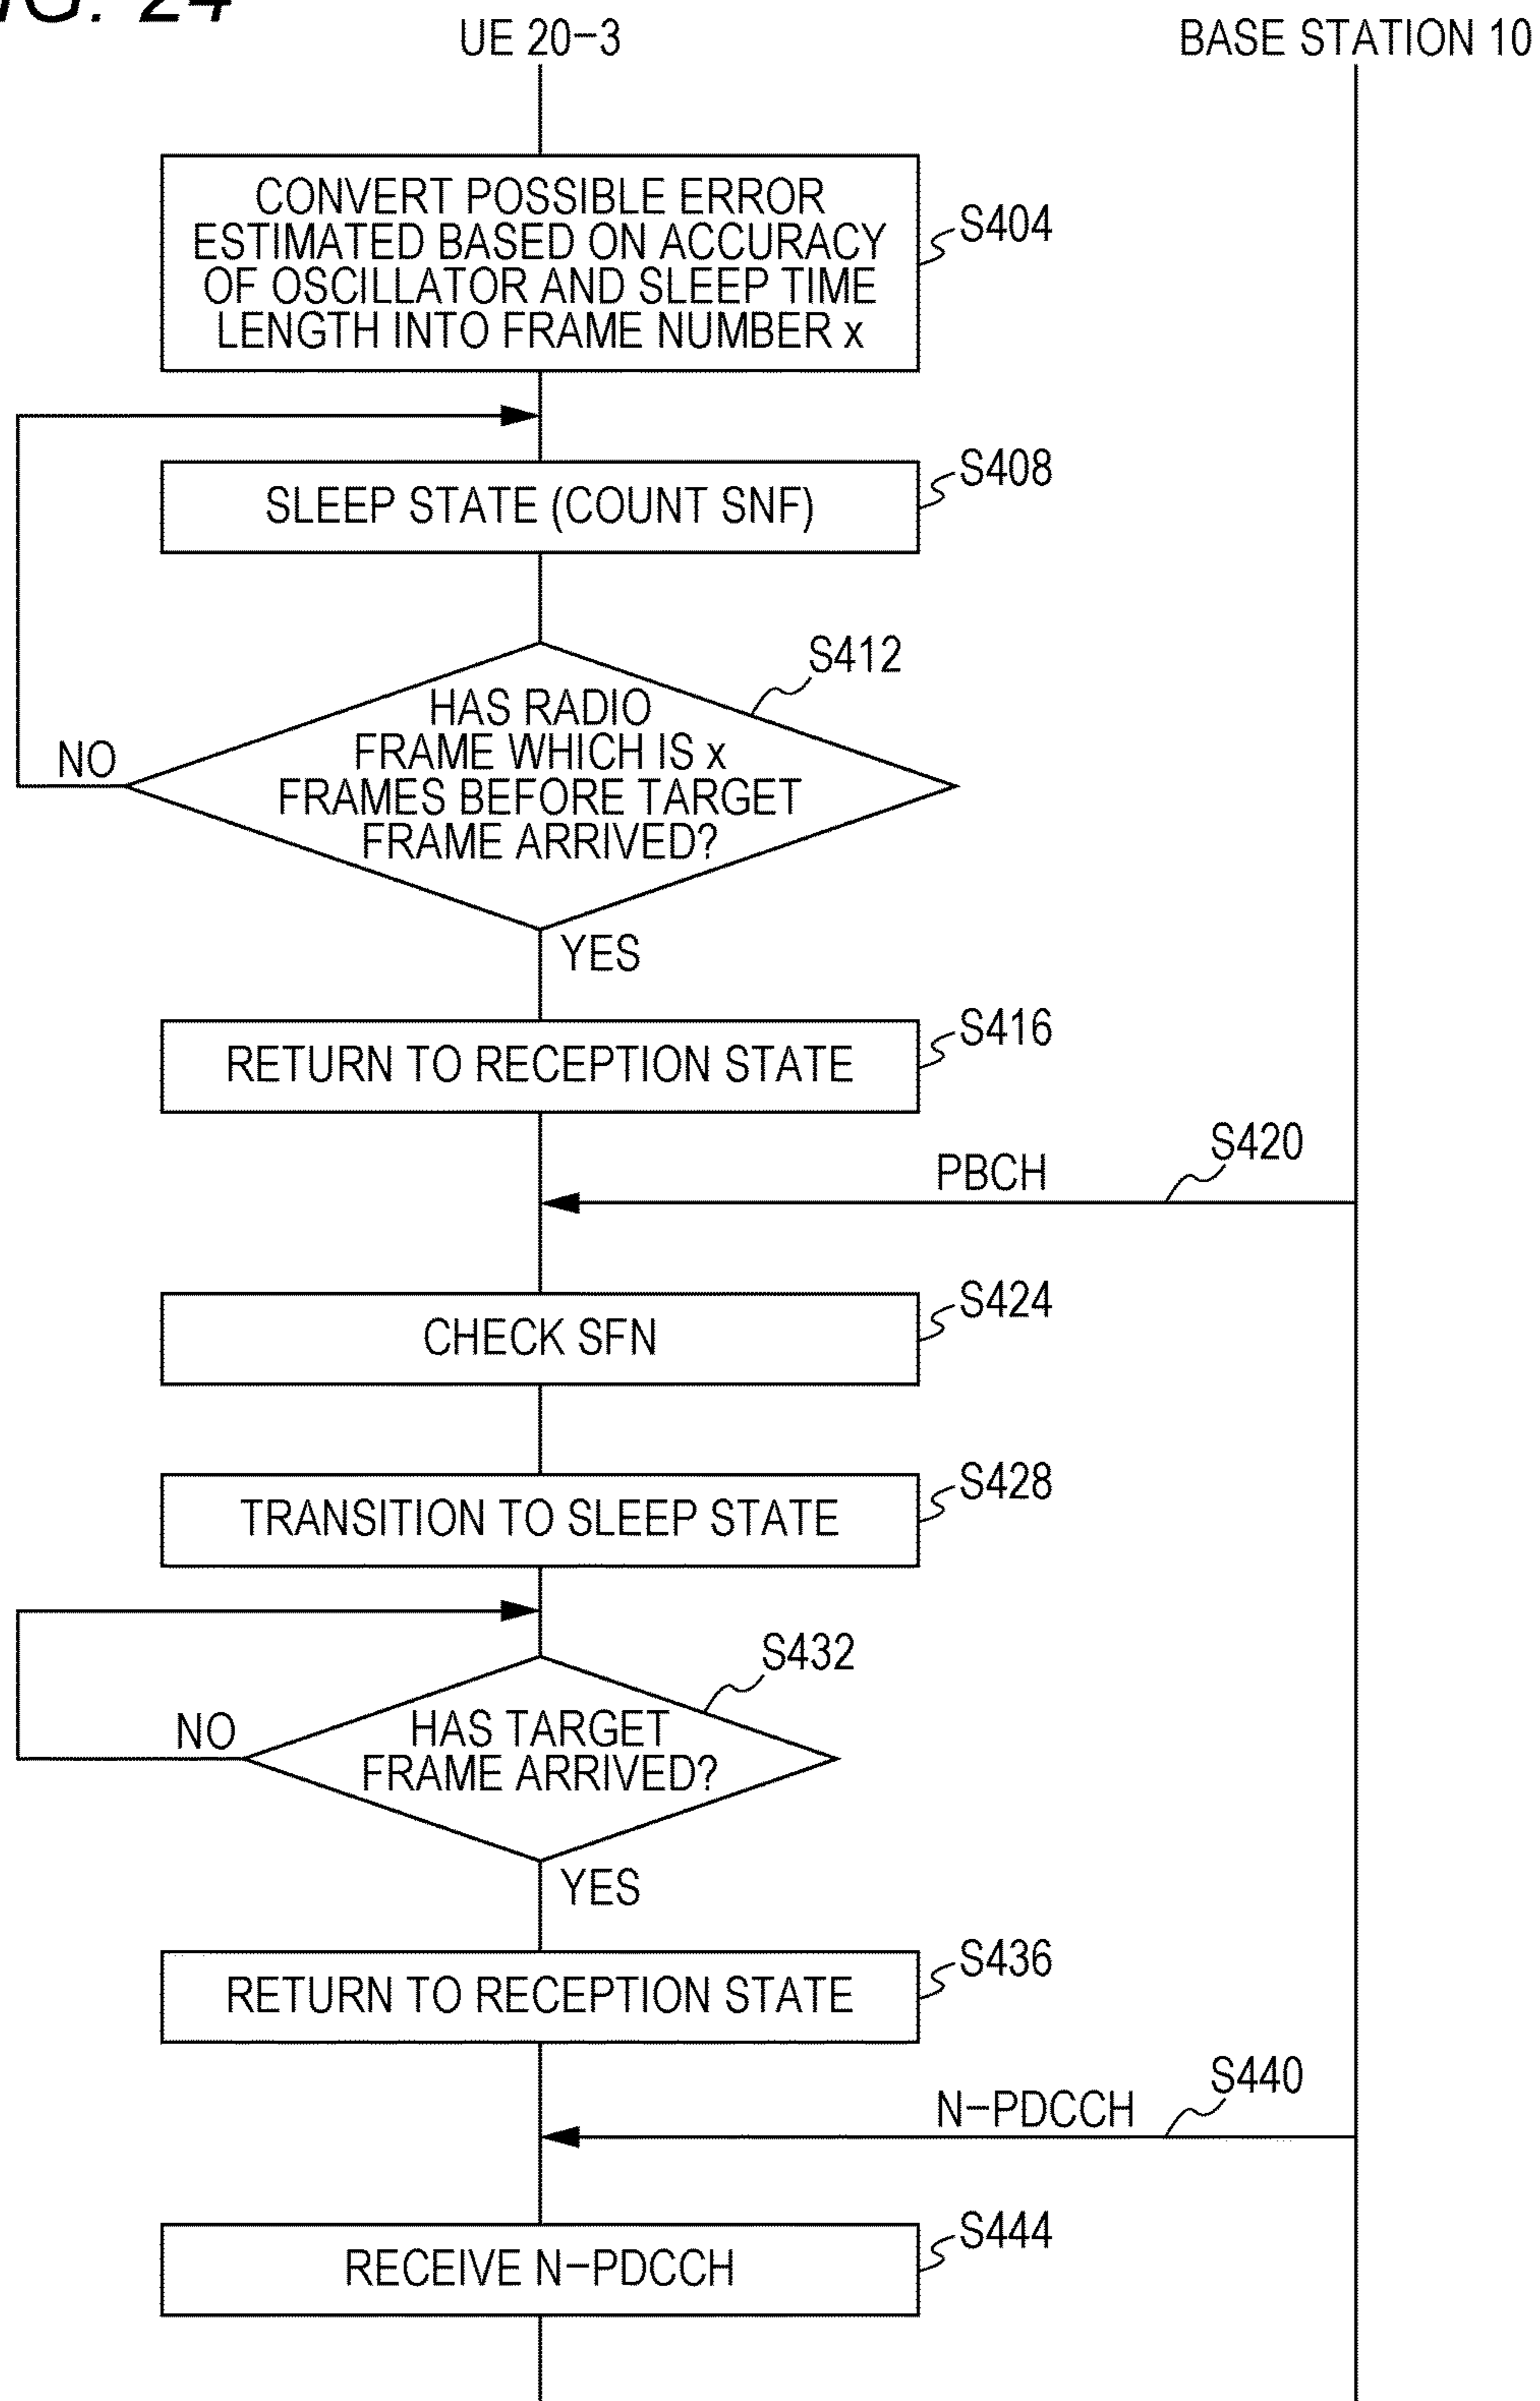 FIG. 24
UE 20-3
BASE STATION 10
CONVERT POSSIBLE ERROR
ESTIMATED BASED ON ACCURACY
OF OSCILLATOR AND SLEEP TIME
LENGTH INTO FRAME NUMBER x
S404
SLEEP STATE (COUNT SNF)
S408
S412
HAS RADIO
FRAME WHICH IS x
FRAMES BEFORE TARGET
FRAME ARRIVED?
NO
YES
RETURN TO RECEPTION STATE
S416
PBCH
S420
CHECK SFN
S424
TRANSITION TO SLEEP STATE
S428
S432
HAS TARGET
FRAME ARRIVED?
NO
YES
RETURN TO RECEPTION STATE
S436
N-PDCCH
S440
RECEIVE N-PDCCH
S444